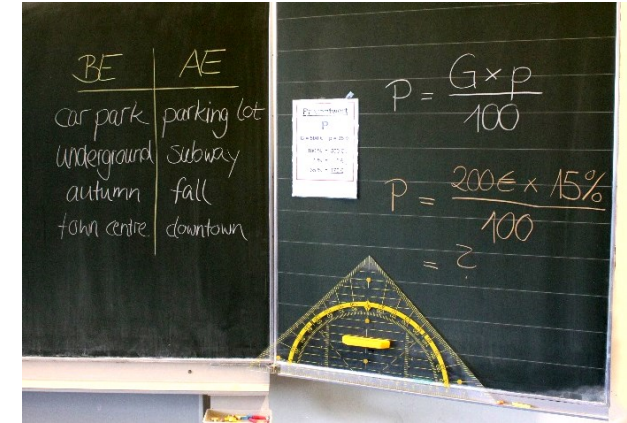 BE AE
car park parking lot
underground subway
autumn fall
town centre downtown
P
P = G × p
100
P = 200 € × 15%
100
= ?